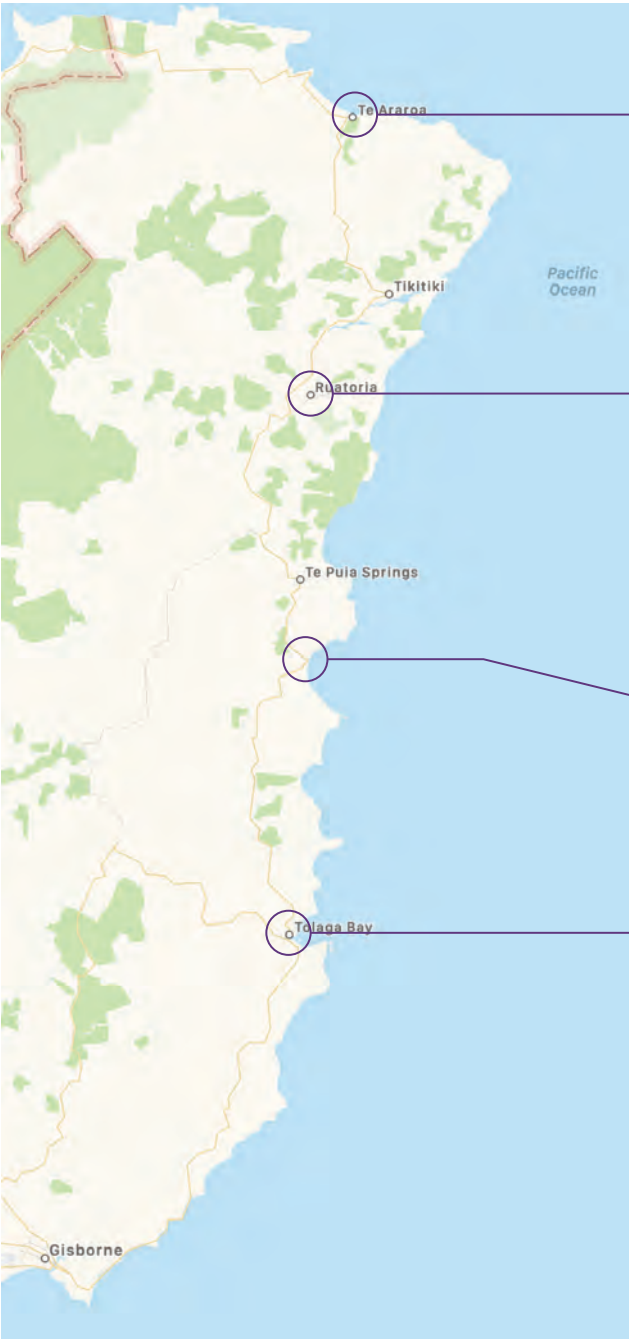 Te Araroa
Pacific
Ocean
Tikitiki
Ruatoria
Te Puia Springs
Tolaga Bay
Gisborne